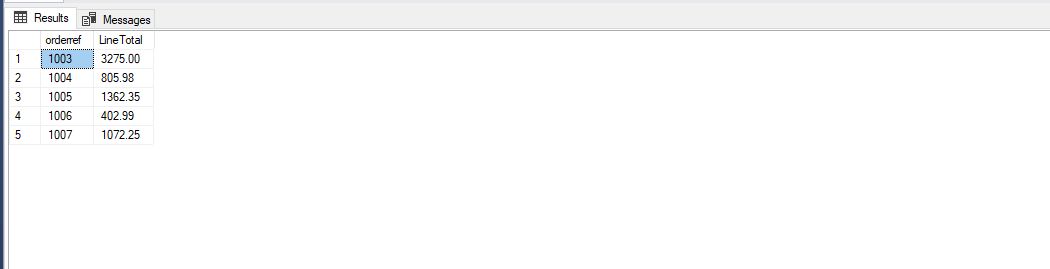 Results Messages
orderref LineTotal
1 1003 3275.00
2 1004 805.98
3 1005 1362.35
4 1006 402.99
5 1007 1072.25